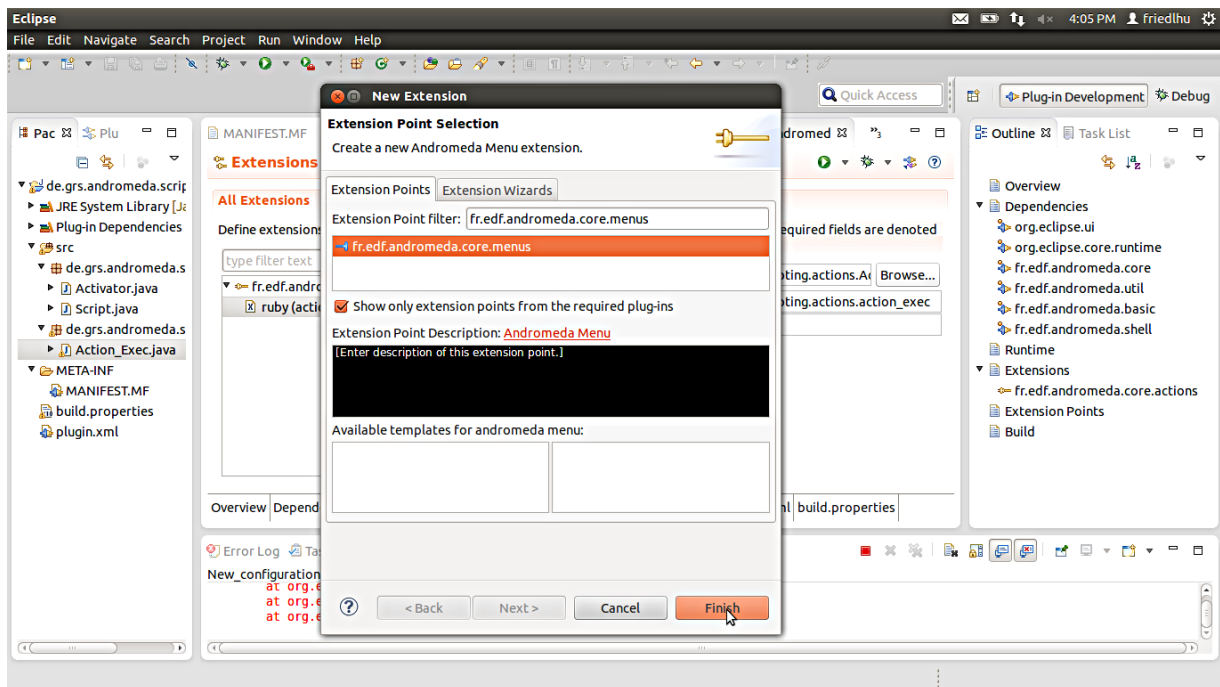 Eclipse
4:05 PM friedlhu
File Edit Navigate Search Project Run Window Help
Quick Access
Plug-in Development Debug
New Extension
Extension Point Selection
Create a new Andromeda Menu extension.
Extension Points Extension Wizards
Extension Point filter: fr.edf.andromeda.core.menus
fr.edf.andromeda.core.menus
Show only extension points from the required plug-ins
Extension Point Description: Andromeda Menu
[Enter description of this extension point.]
Available templates for andromeda menu:
< Back Next > Cancel Finish
Pac Plu
de.grs.andromeda.scrip
JRE System Library [Ja
Plug-in Dependencies
src
de.grs.andromeda.s
Activator.java
Script.java
de.grs.andromeda.s
Action_Exec.java
META-INF
MANIFEST.MF
build.properties
plugin.xml
MANIFEST.MF
dromed
3
Extensions
All Extensions
Define extensions
equired fields are denoted
type filter text
fr.edf.andro
ruby (actio
pting.actions.Ac Browse...
pting.actions.action_exec
Overview Depend
ml build.properties
Error Log Ta
New_configuration
at org.e
at org.e
at org.e
Outline Task List
Overview
Dependencies
org.eclipse.ui
org.eclipse.core.runtime
fr.edf.andromeda.core
fr.edf.andromeda.util
fr.edf.andromeda.basic
fr.edf.andromeda.shell
Runtime
Extensions
fr.edf.andromeda.core.actions
Extension Points
Build